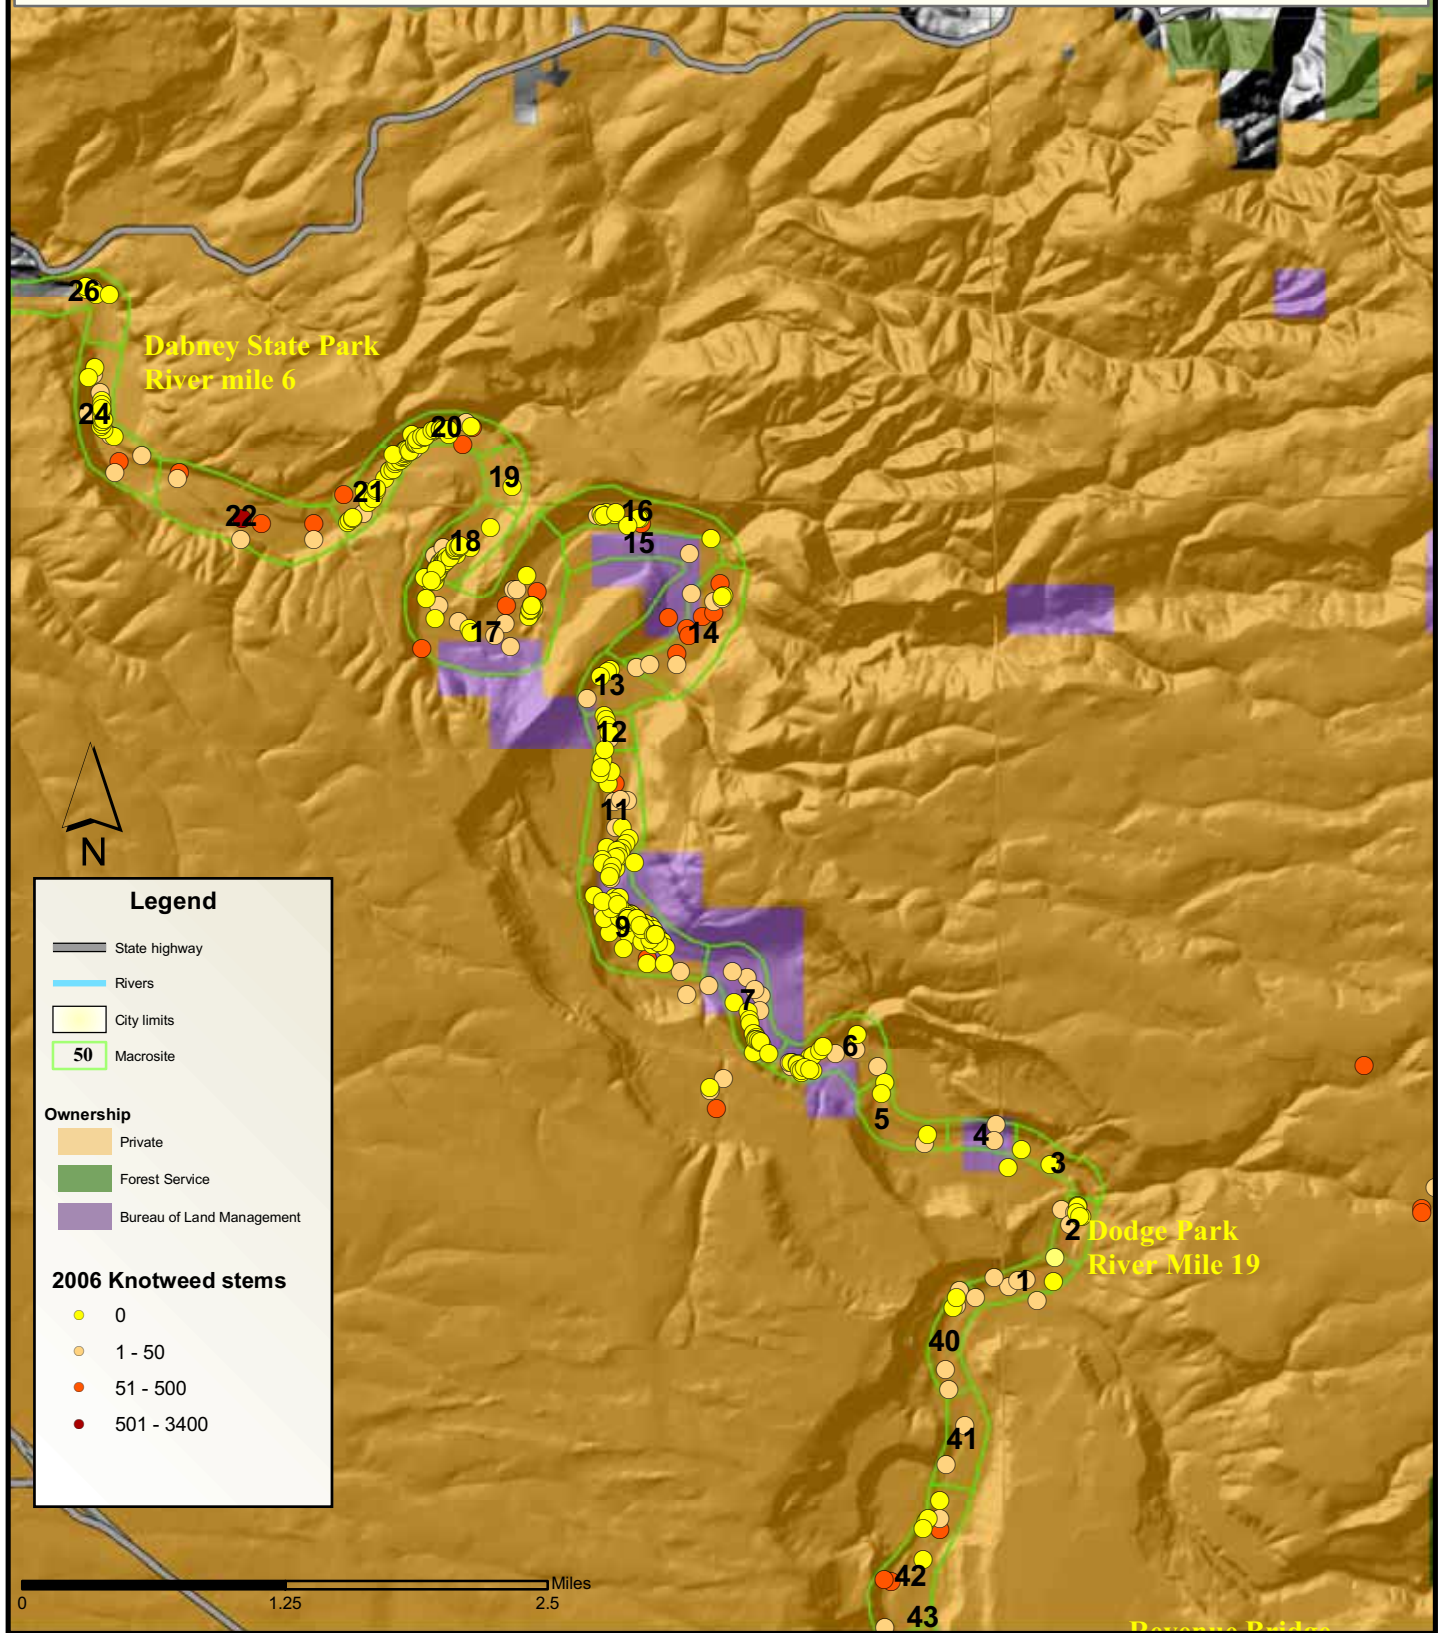 26
Dabney State Park
River mile 6
24
20
19
21
22
16
18
15
17
14
13
12
11
N
Legend
State highway
Rivers
City limits
50 Macrosite
Ownership
Private
Forest Service
Bureau of Land Management
2006 Knotweed stems
0
1 - 50
51 - 500
501 - 3400
9
7
6
5
4
3
2
Dodge Park
River Mile 19
1
40
41
42
43
Miles
0 1.25 2.5
Revenue Bridge